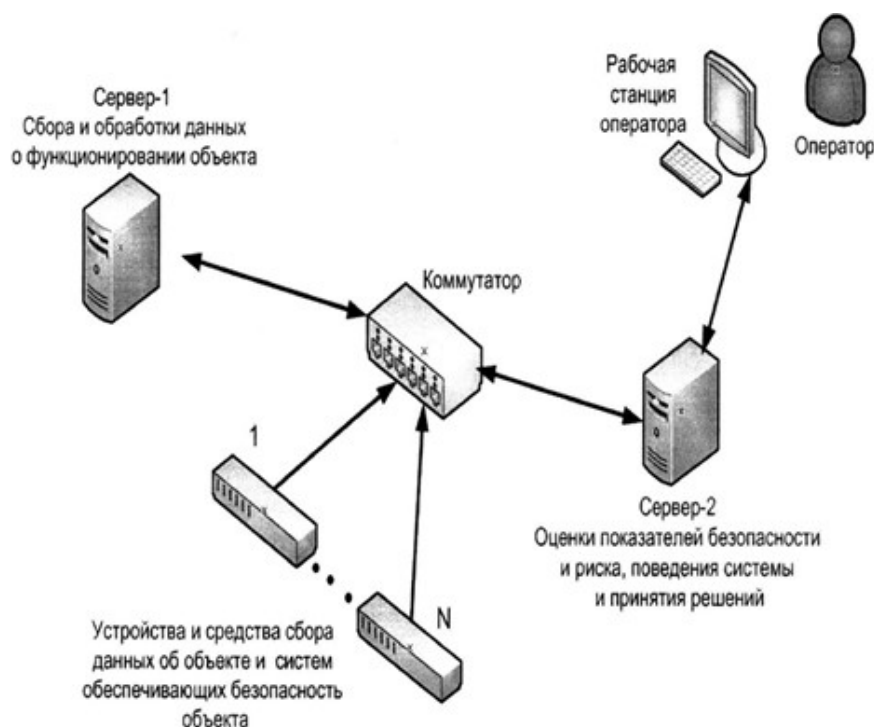 Сервер-1
Сбора и обработки данных
о функционировании объекта
Рабочая
станция
оператора
Оператор
Коммутатор
1
N
Сервер-2
Оценки показателей безопасности
и риска, поведения системы
и принятия решений
Устройства и средства сбора
данных об объекте и систем
обеспечивающих безопасность
объекта